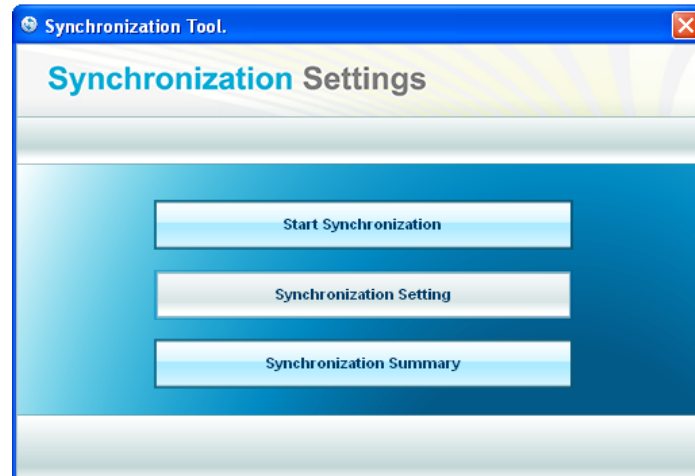 Synchronization Tool.
Synchronization Settings
Start Synchronization
Synchronization Setting
Synchronization Summary